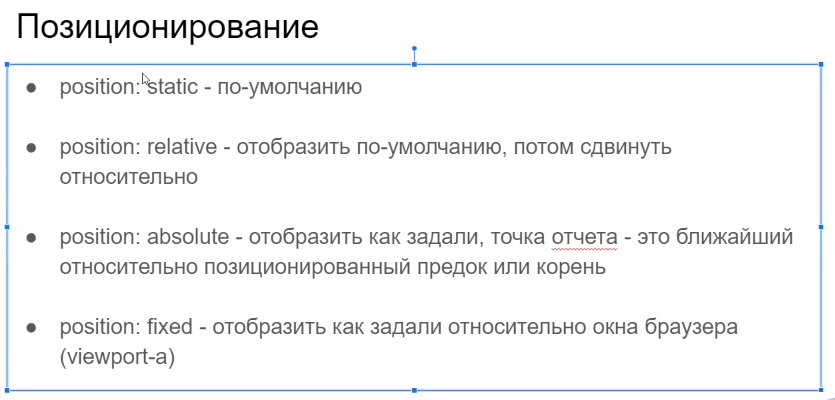 Позиционирование
● position: static - по-умолчанию
● position: relative - отобразить по-умолчанию, потом сдвинуть
относительно
● position: absolute - отобразить как задали, точка отчета - это ближайший
относительно позиционированный предок или корень
● position: fixed - отобразить как задали относительно окна браузера
(viewport-а)